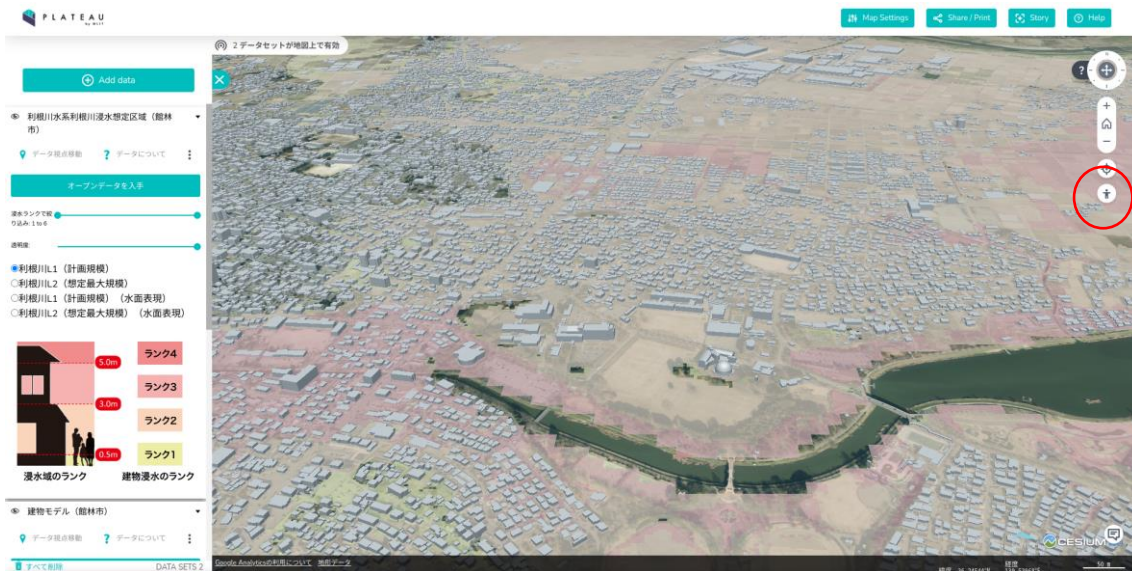 PLATEAU
by MLIT
Map Settings
Share / Print
Story
Help
2 データセットが地図上で有効
Add data
利根川水系利根川浸水想定区域（館林
市）
データ視点移動
? データについて
オープンデータを入手
浸水ランクで絞
り込み: 1 to 6
透明度:
利根川L1（計画規模）
利根川L2（想定最大規模）
利根川L1（計画規模）（水面表現）
利根川L2（想定最大規模）（水面表現）
5.0m
ランク4
ランク3
3.0m
ランク2
0.5m
ランク1
浸水域のランク
建物浸水のランク
建物モデル（館林市）
データ視点移動
? データについて
すべて削除
DATA SETS 2
Google Analyticsの利用について 地形データ
?
CESIUM
緯度
経度
50 m